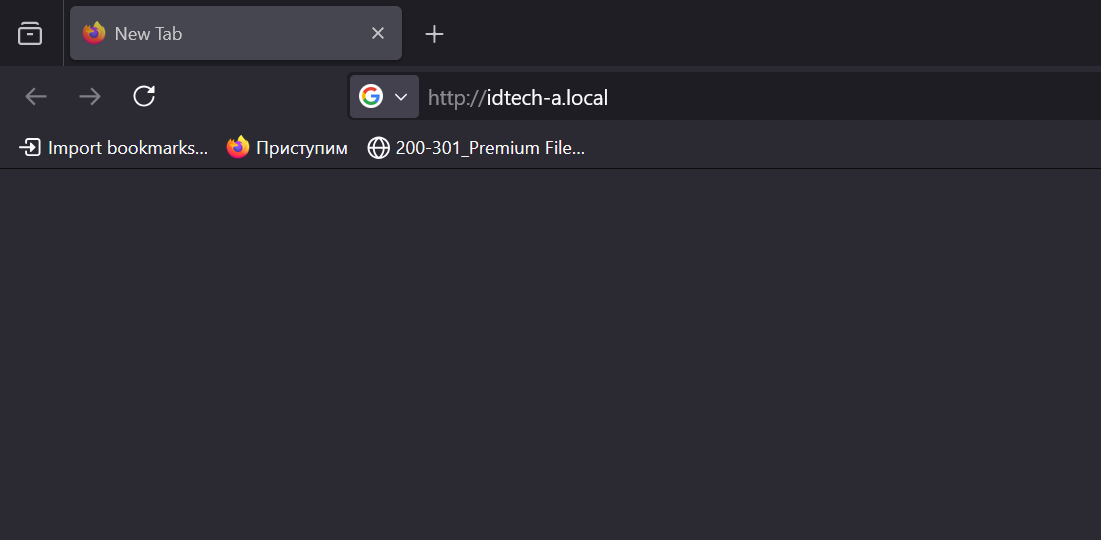 New Tab
http://idtech-a.local
Import bookmarks...
Приступим
200-301_Premium File...